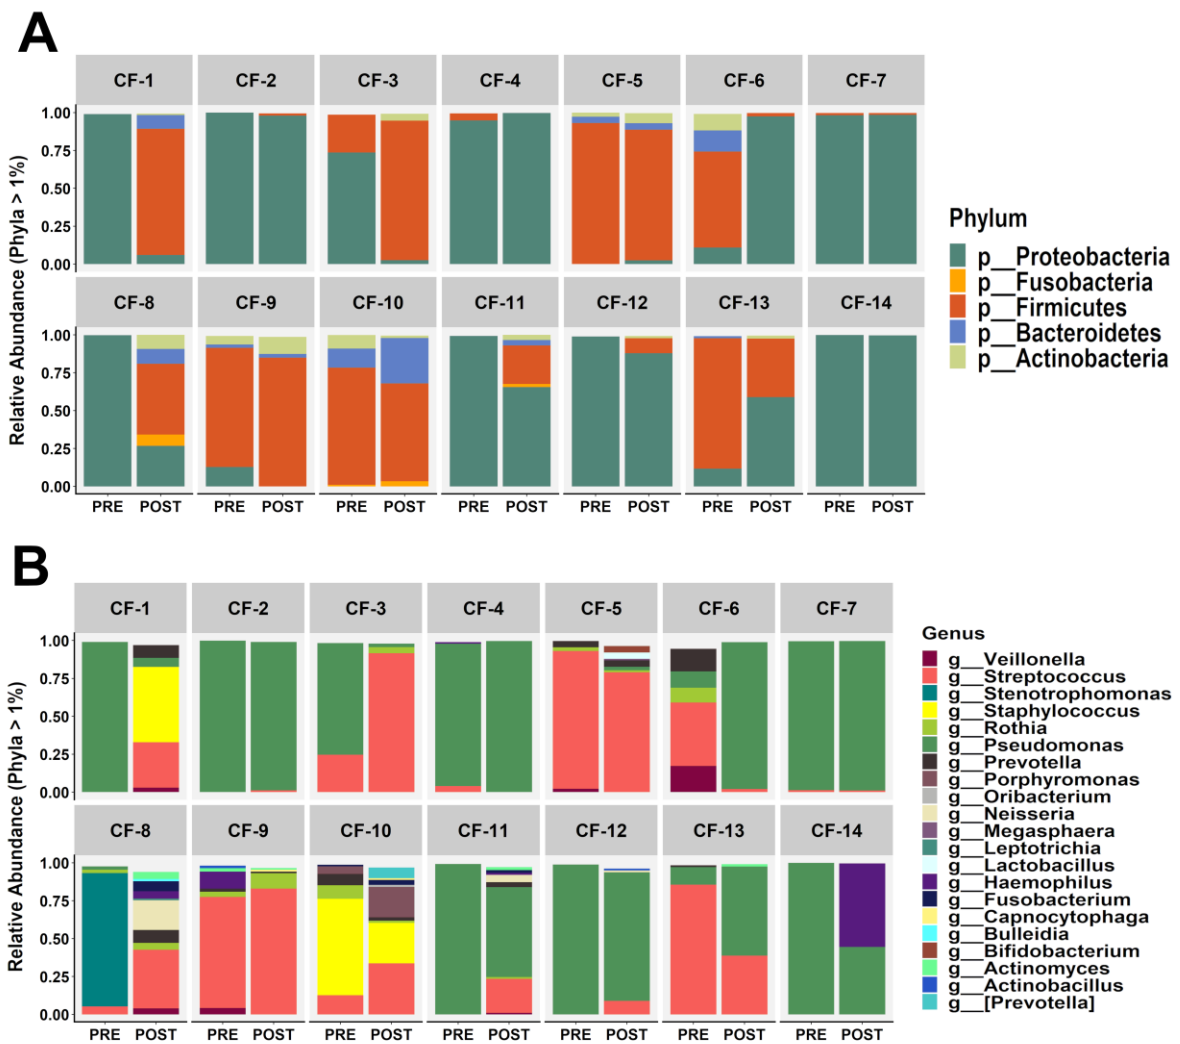 A
CF-1 CF-2 CF-3 CF-4 CF-5 CF-6 CF-7
1.00
0.75
0.50
0.25
0.00
Relative Abundance (Phyla > 1%)
CF-8 CF-9 CF-10 CF-11 CF-12 CF-13 CF-14
1.00
0.75
0.50
0.25
0.00
PRE POST PRE POST PRE POST PRE POST PRE POST PRE POST PRE POST
Phylum
p__Proteobacteria
p__Fusobacteria
p__Firmicutes
p__Bacteroidetes
p__Actinobacteria
B
CF-1 CF-2 CF-3 CF-4 CF-5 CF-6 CF-7
1.00
0.75
0.50
0.25
0.00
Relative Abundance (Phyla > 1%)
CF-8 CF-9 CF-10 CF-11 CF-12 CF-13 CF-14
1.00
0.75
0.50
0.25
0.00
PRE POST PRE POST PRE POST PRE POST PRE POST PRE POST PRE POST
Genus
g__Veillonella
g__Streptococcus
g__Stenotrophomonas
g__Staphylococcus
g__Rothia
g__Pseudomonas
g__Prevotella
g__Porphyromonas
g__Oribacterium
g__Neisseria
g__Megasphaera
g__Leptotrichia
g__Lactobacillus
g__Haemophilus
g__Fusobacterium
g__Capnocytophaga
g__Bulleidia
g__Bifidobacterium
g__Actinomyces
g__Actinobacillus
g__[Prevotella]